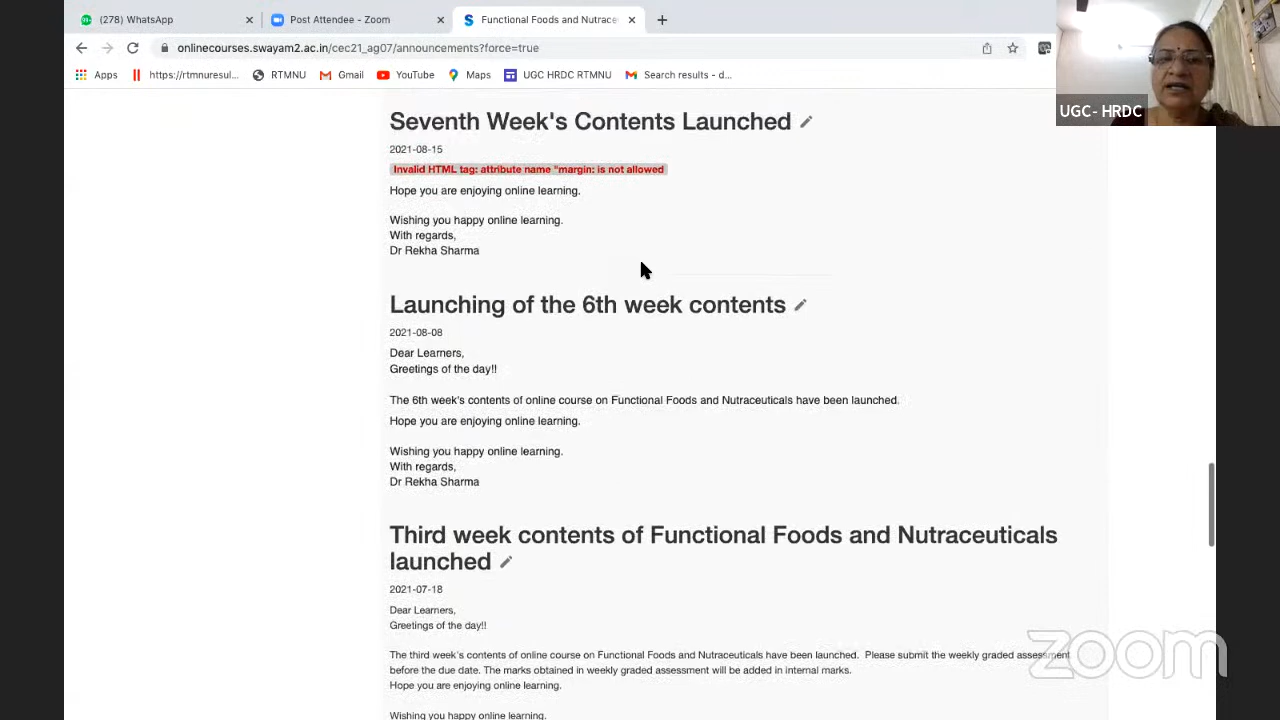 (278) WhatsApp
Post Attendee - Zoom
Functional Foods and Nutrace
onlinecourses.swayam2.ac.in/cec21_ag07/announcements?force=true
Apps
https://rtmnuresul...
RTMNU
Gmail
YouTube
Maps
UGC HRDC RTMNU
Search results - d...
UGC- HRDC
Seventh Week's Contents Launched
2021-08-15
Invalid HTML tag: attribute name "margin: is not allowed
Hope you are enjoying online learning.
Wishing you happy online learning.
With regards,
Dr Rekha Sharma
Launching of the 6th week contents
2021-08-08
Dear Learners,
Greetings of the day!!
The 6th week's contents of online course on Functional Foods and Nutraceuticals have been launched.
Hope you are enjoying online learning.
Wishing you happy online learning.
With regards,
Dr Rekha Sharma
Third week contents of Functional Foods and Nutraceuticals
launched
2021-07-18
Dear Learners,
Greetings of the day!!
The third week's contents of online course on Functional Foods and Nutraceuticals have been launched. Please submit the weekly graded assessment
before the due date. The marks obtained in weekly graded assessment will be added in internal marks.
Hope you are enjoying online learning.
Wishing you happy online learning.
zoom